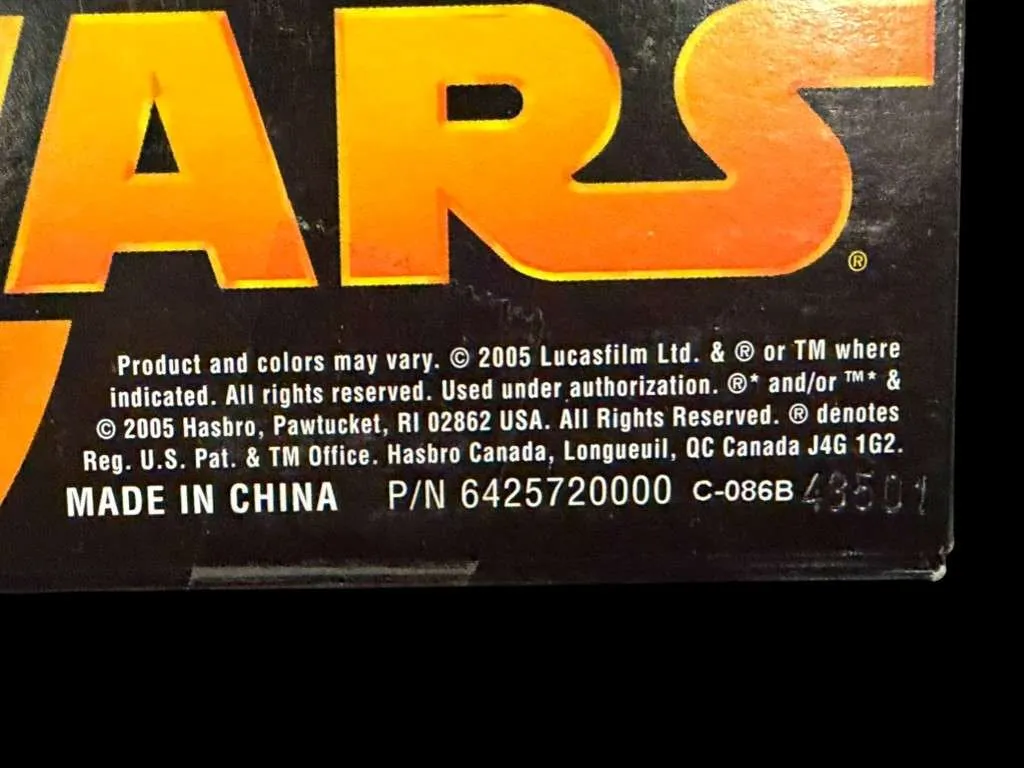 WARS
®
Product and colors may vary. © 2005 Lucasfilm Ltd. & ® or TM where
indicated. All rights reserved. Used under authorization. ®* and/or ™* &
© 2005 Hasbro, Pawtucket, RI 02862 USA. All Rights Reserved. ® denotes
Reg. U.S. Pat. & TM Office. Hasbro Canada, Longueuil, QC Canada J4G 1G2.
MADE IN CHINA P/N 6425720000 C-086B 43501